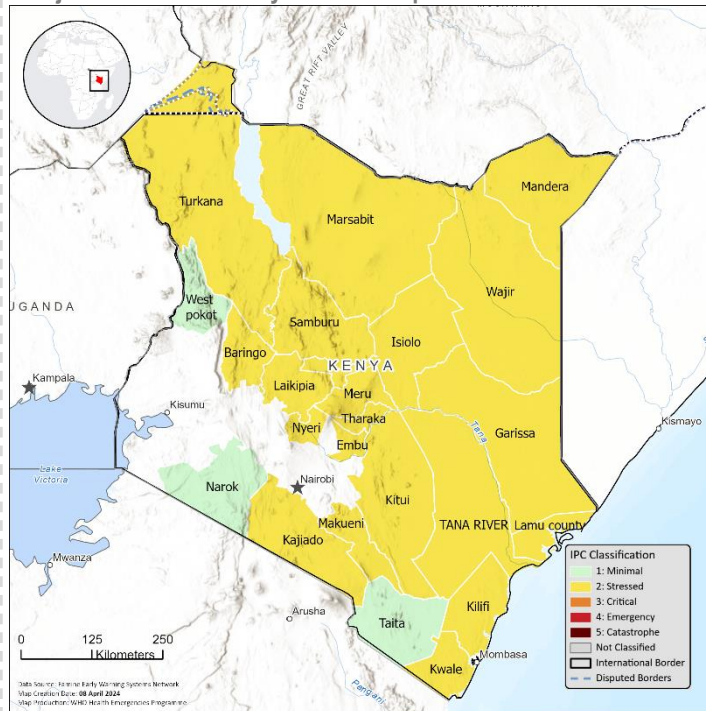 GREAT RIFT VALLEY
Mandera
Turkana
Marsabit
Wajir
West
pokot
UGANDA
Samburu
Isiolo
Baringo
KENYA
Kampala
Laikipia
Meru
Kisumu
Tharaka
Nyeri
Embu
Tana
Garissa
Kismayo
Lake
Victoria
Narok
Nairobi
Kitui
Makueni
TANA RIVER
Lamu county
Kajiado
Mwanza
Kilifi
Arusha
Taita
Mombasa
Kwale
Pangani
0 125 250
Kilometers
IPC Classification
1: Minimal
2: Stressed
3: Critical
4: Emergency
5: Catastrophe
Not Classified
International Border
Disputed Borders
Data Source: Famine Early Warning Systems Network
Map Creation Date: 08 April 2024
Map Production: WHO Health Emergencies Programme